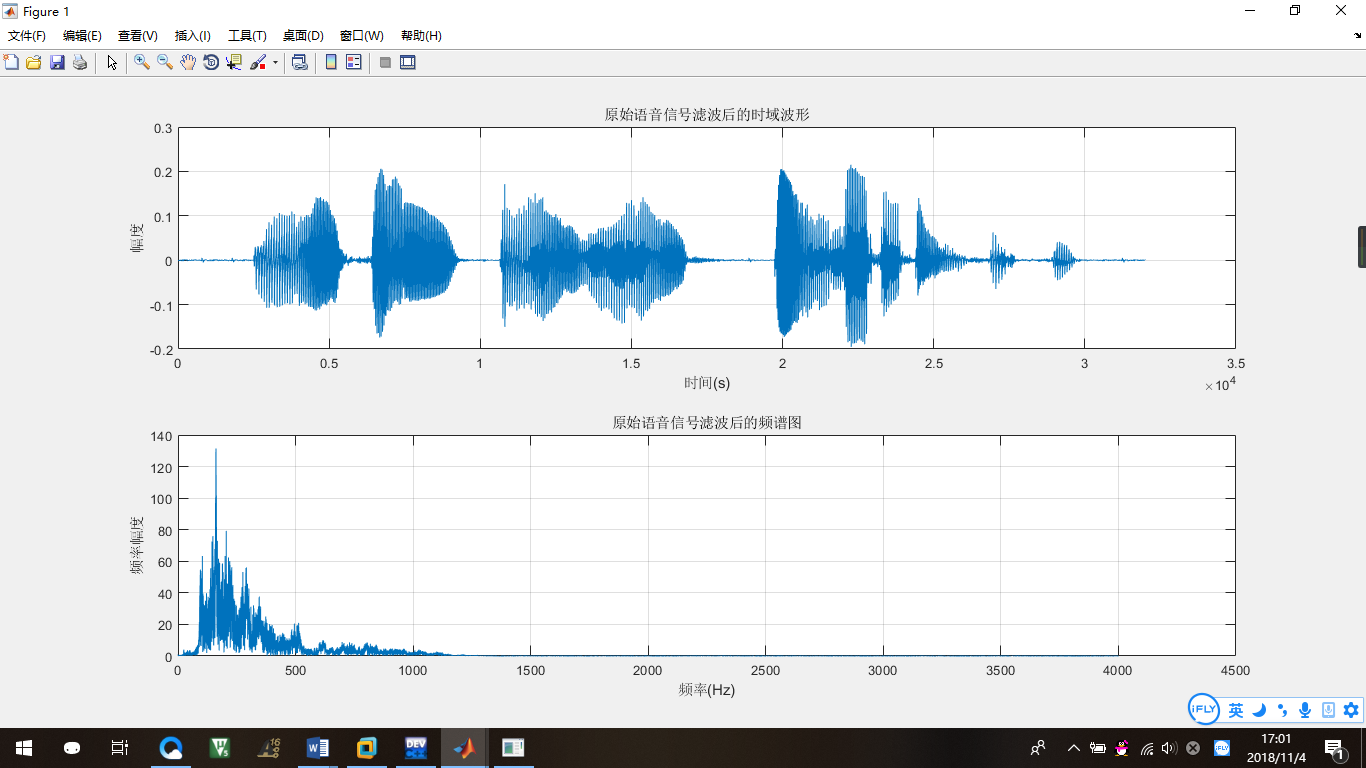 Figure 1
文件(F) 编辑(E) 查看(V) 插入(I) 工具(T) 桌面(D) 窗口(W) 帮助(H)
原始语音信号滤波后的时域波形
0.3
0.2
0.1
0
-0.1
-0.2
幅度
0 0.5 1 1.5 2 2.5 3 3.5
时间(s)
×10⁴
原始语音信号滤波后的频谱图
140
120
100
80
60
40
20
0
频率幅度
0 500 1000 1500 2000 2500 3000 3500 4000 4500
频率(Hz)
iFLY 英
W DEV iFLY
17:01
2018/11/4
1